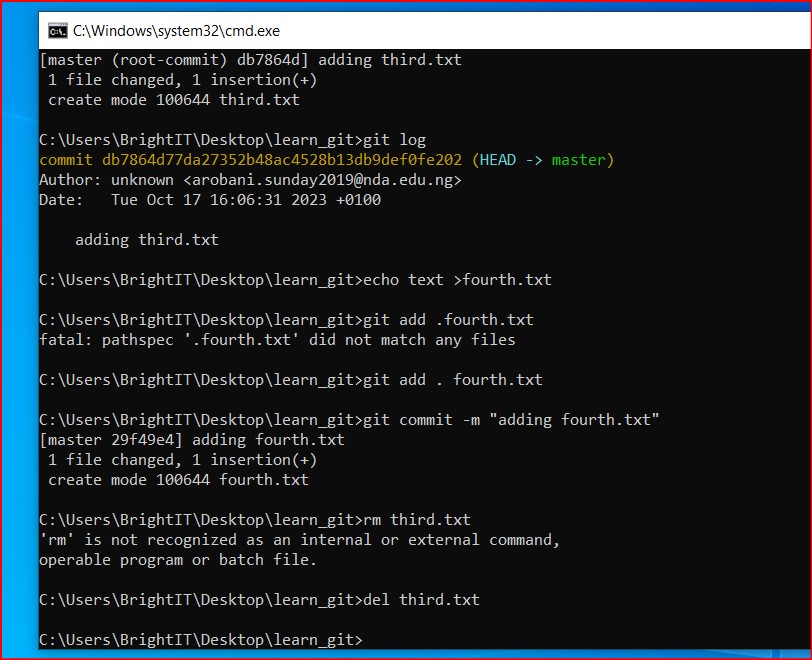 C:\Windows\system32\cmd.exe
[master (root-commit) db7864d] adding third.txt
 1 file changed, 1 insertion(+)
 create mode 100644 third.txt
C:\Users\BrightIT\Desktop\learn_git>git log
commit db7864d77da27352b48ac4528b13db9def0fe202 (HEAD -> master)
Author: unknown <arobani.sunday2019@nda.edu.ng>
Date:   Tue Oct 17 16:06:31 2023 +0100
    adding third.txt
C:\Users\BrightIT\Desktop\learn_git>echo text >fourth.txt
C:\Users\BrightIT\Desktop\learn_git>git add .fourth.txt
fatal: pathspec '.fourth.txt' did not match any files
C:\Users\BrightIT\Desktop\learn_git>git add . fourth.txt
C:\Users\BrightIT\Desktop\learn_git>git commit -m "adding fourth.txt"
[master 29f49e4] adding fourth.txt
 1 file changed, 1 insertion(+)
 create mode 100644 fourth.txt
C:\Users\BrightIT\Desktop\learn_git>rm third.txt
'rm' is not recognized as an internal or external command,
operable program or batch file.
C:\Users\BrightIT\Desktop\learn_git>del third.txt
C:\Users\BrightIT\Desktop\learn_git>